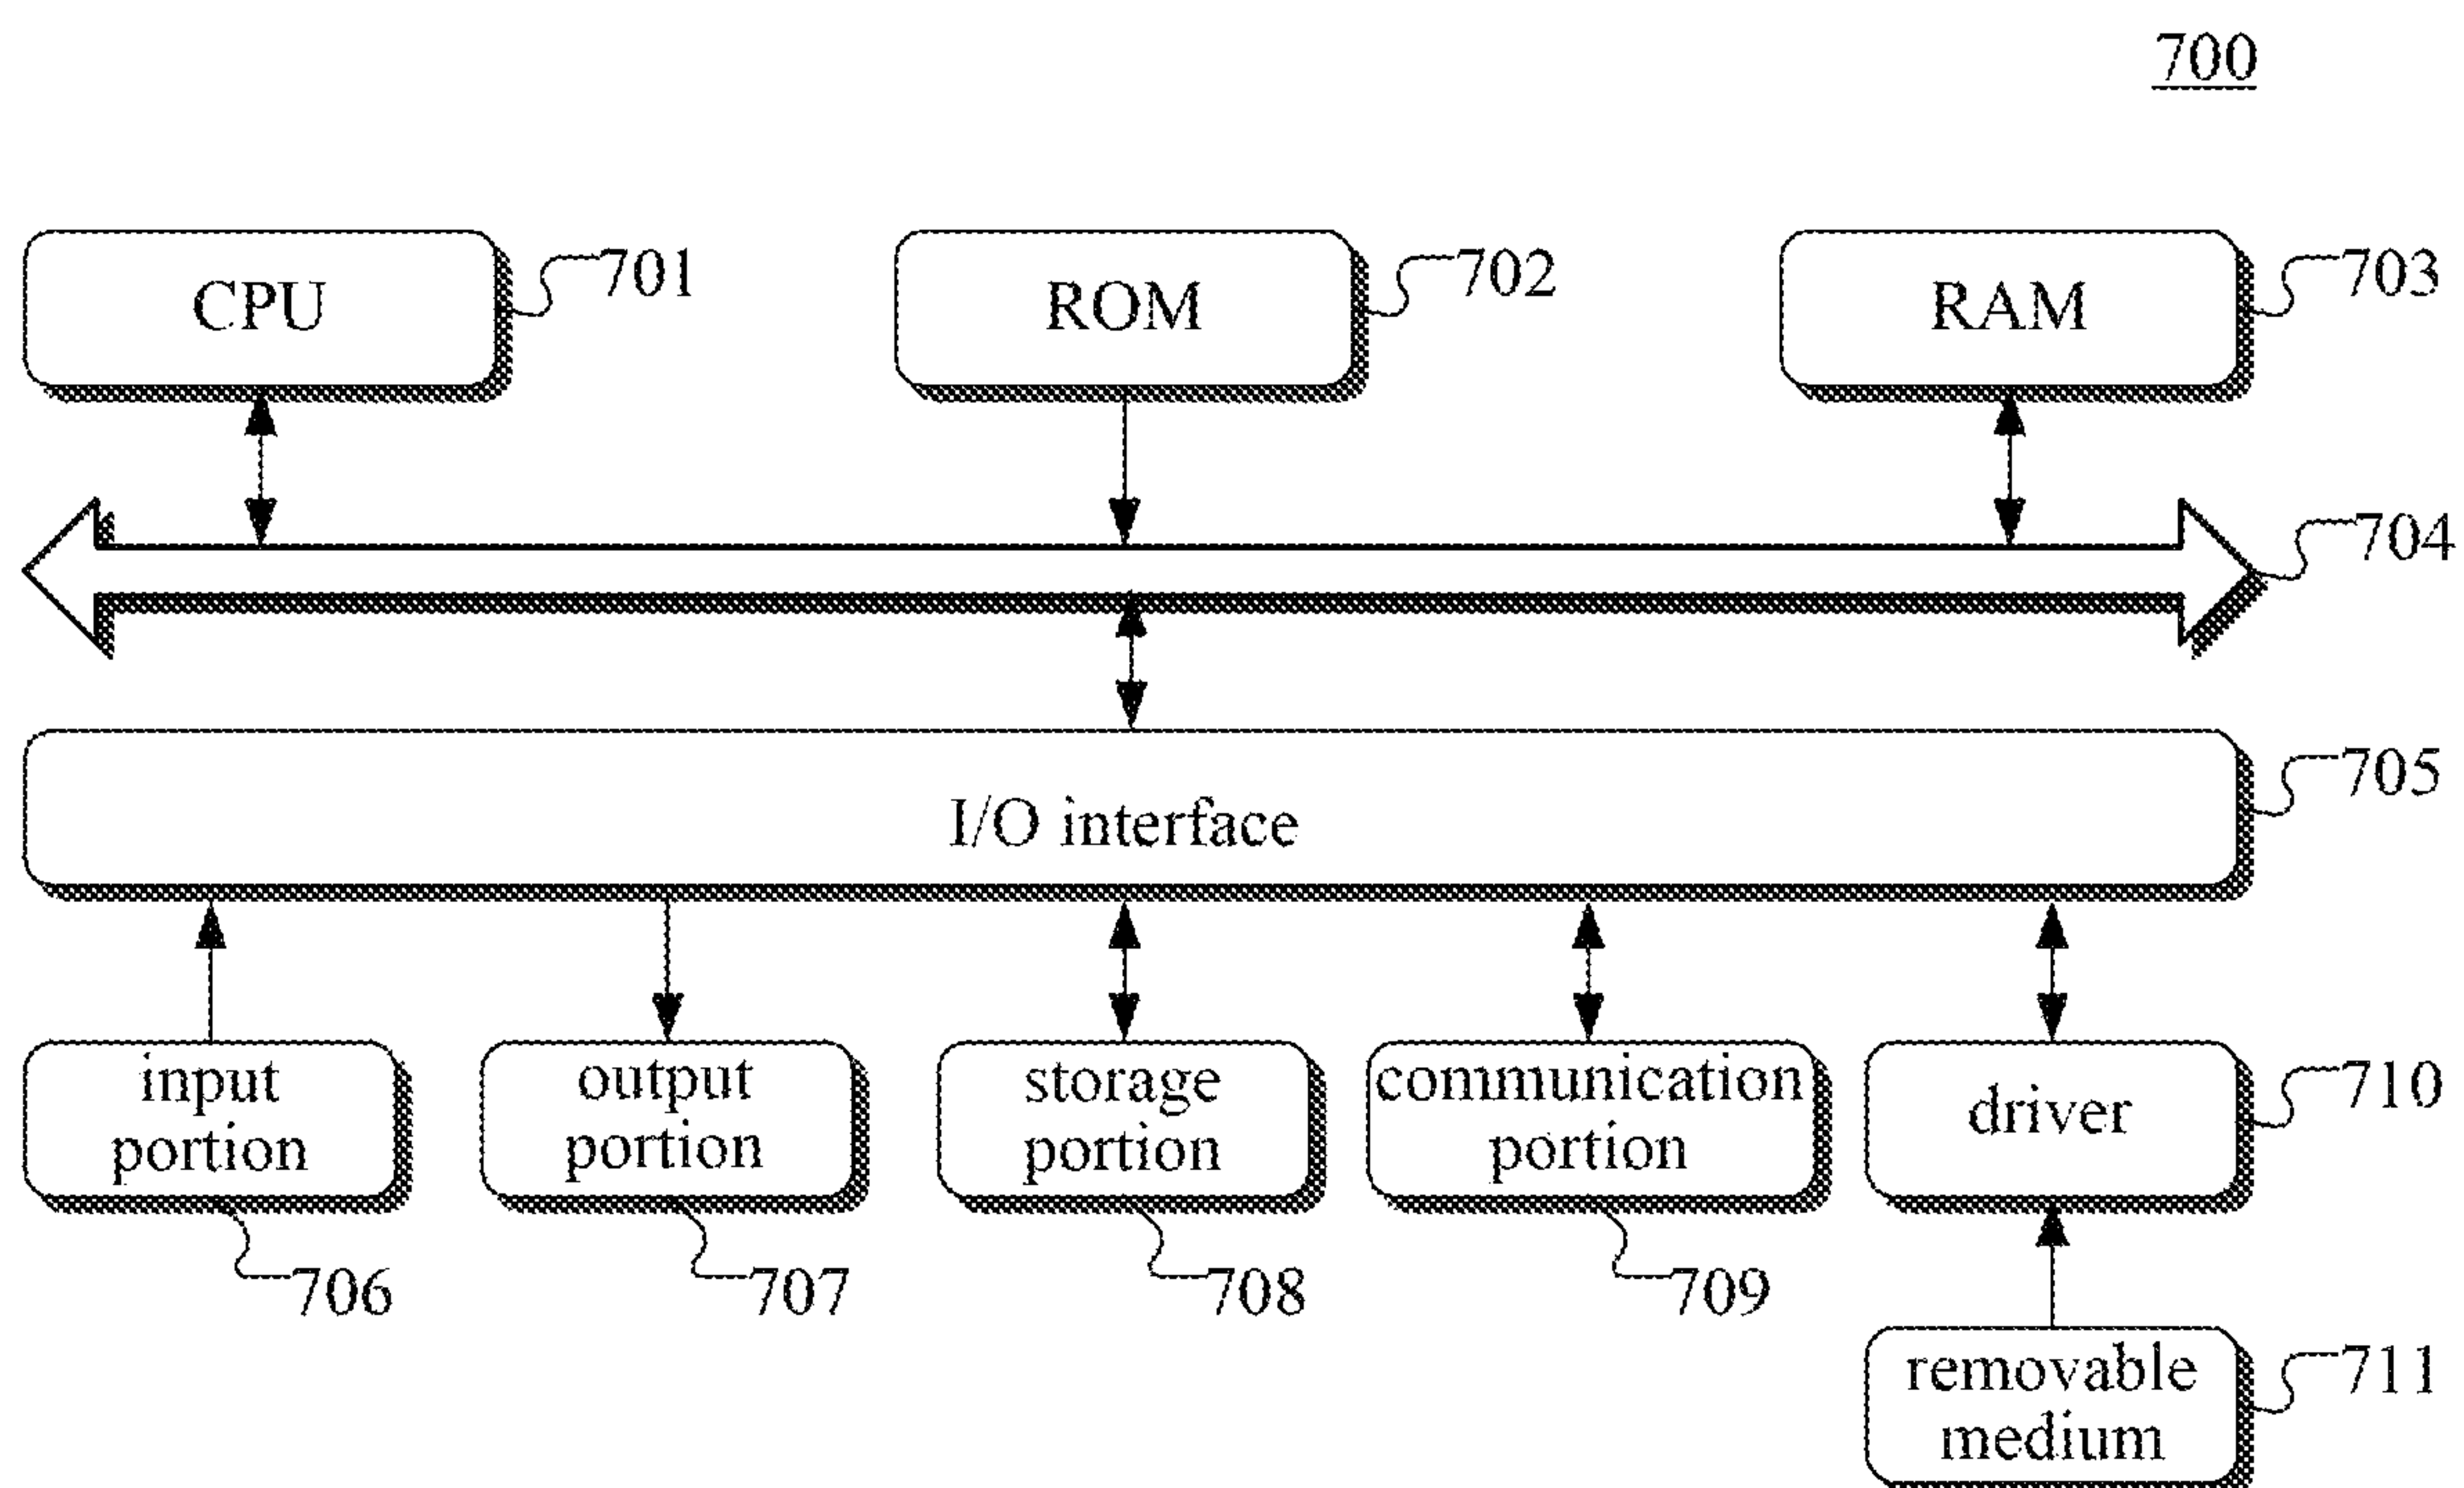 700
CPU
701
ROM
702
RAM
703
704
I/O interface
705
input
portion
output
portion
storage
portion
communication
portion
driver
710
706
707
708
709
removable
medium
711